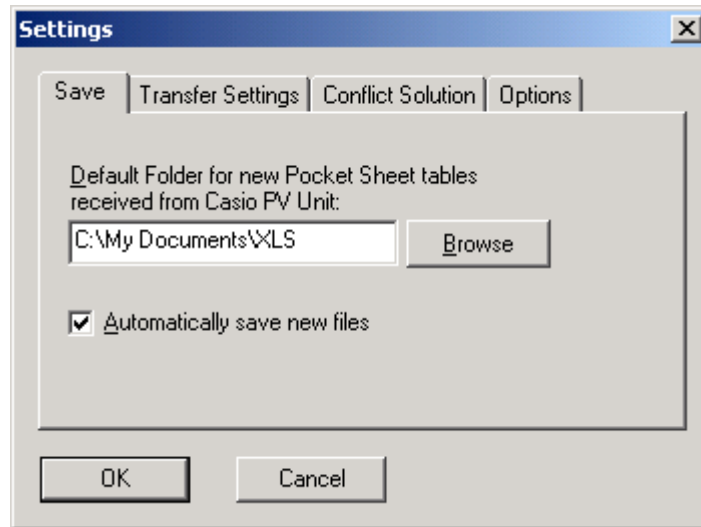 Settings
Save Transfer Settings Conflict Solution Options
Default Folder for new Pocket Sheet tables
received from Casio PV Unit:
C:\My Documents\XLS Browse
Automatically save new files
OK Cancel